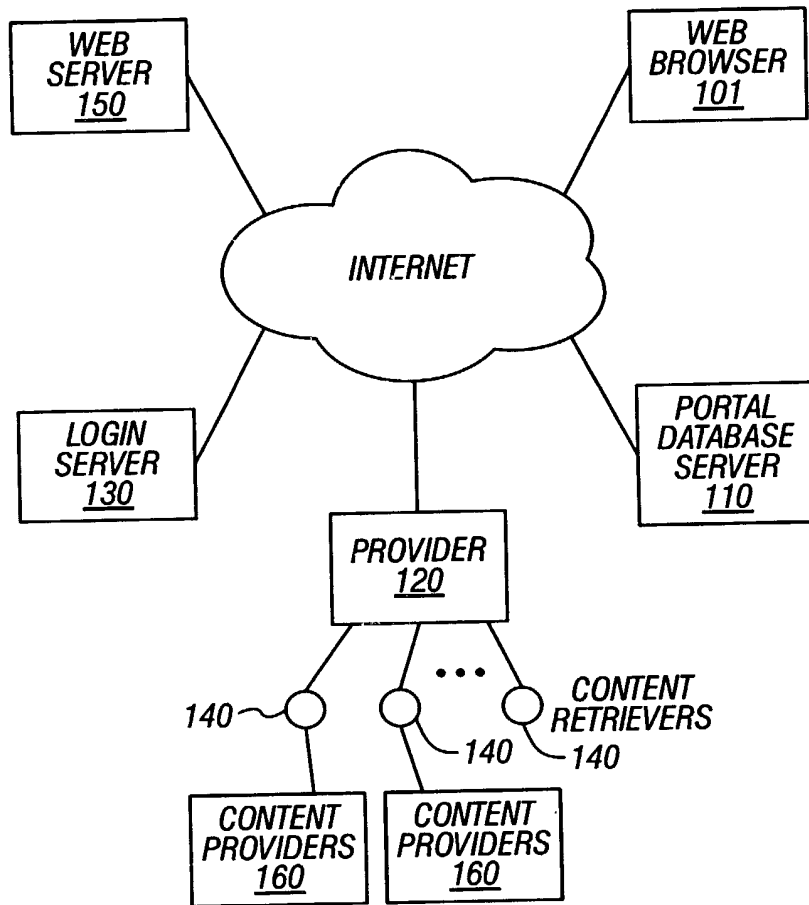 WEB
SERVER
150
WEB
BROWSER
101
INTERNET
LOGIN
SERVER
130
PORTAL
DATABASE
SERVER
110
PROVIDER
120
140
140
CONTENT
RETRIEVERS
140
CONTENT
PROVIDERS
160
CONTENT
PROVIDERS
160